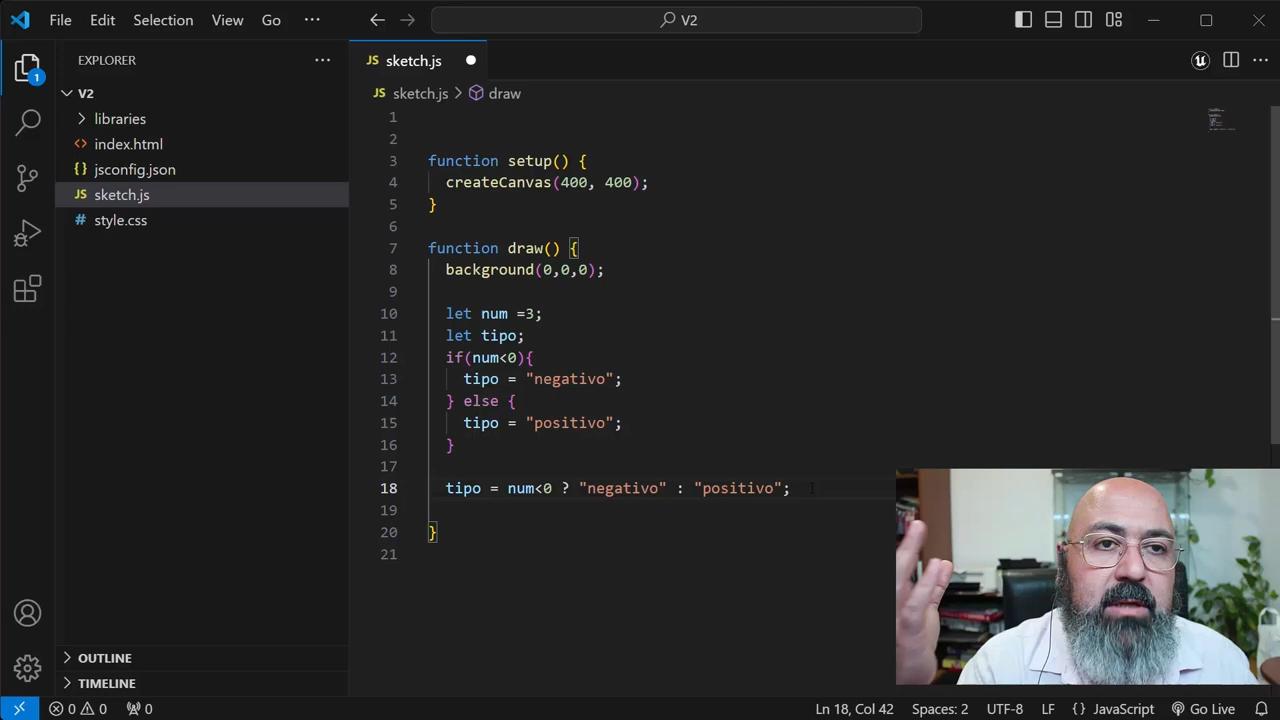 File Edit Selection View Go ··· V2
EXPLORER ···
V2
libraries
index.html
{} jsconfig.json
JS sketch.js
# style.css
OUTLINE
TIMELINE
1
JS sketch.js
JS sketch.js > draw
1
2
3 function setup() {
4 createCanvas(400, 400);
5 }
6
7 function draw() {
8 background(0,0,0);
9
10 let num =3;
11 let tipo;
12 if(num<0){
13 tipo = "negativo";
14 } else {
15 tipo = "positivo";
16 }
17
18 tipo = num<0 ? "negativo" : "positivo";
19
20 }
21
0 0 0 Ln 18, Col 42 Spaces: 2 UTF-8 LF {} JavaScript Go Live